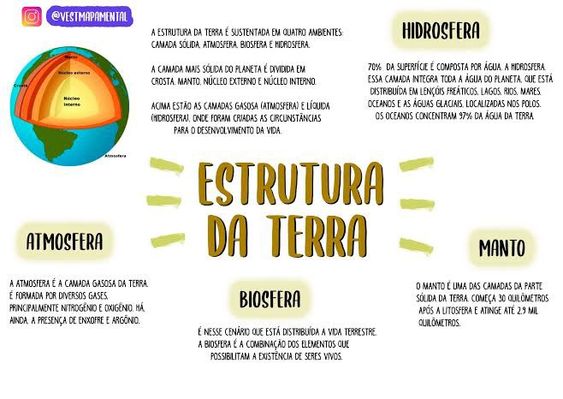 @VESTMAPAMENTAL
Manto
Núcleo externo
Crosta
Núcleo
Interno
Atmosfera
A ESTRUTURA DA TERRA É SUSTENTADA EM QUATRO AMBIENTES:
CAMADA SÓLIDA, ATMOSFERA, BIOSFERA E HIDROSFERA.
A CAMADA MAIS SÓLIDA DO PLANETA É DIVIDIDA EM
CROSTA, MANTO, NÚCLEO EXTERNO E NÚCLEO INTERNO.
ACIMA ESTÃO AS CAMADAS GASOSA (ATMOSFERA) E LÍQUIDA
(HIDROSFERA), ONDE FORAM CRIADAS AS CIRCUNSTÂNCIAS
PARA O DESENVOLVIMENTO DA VIDA.
HIDROSFERA
70% DA SUPERFÍCIE É COMPOSTA POR ÁGUA, A HIDROSFERA.
ESSA CAMADA INTEGRA TODA A ÁGUA DO PLANETA, QUE ESTÁ
DISTRIBUÍDA EM LENÇÓIS FREÁTICOS, LAGOS, RIOS, MARES,
OCEANOS E AS ÁGUAS GLACIAIS, LOCALIZADAS NOS POLOS.
OS OCEANOS CONCENTRAM 97% DA ÁGUA DA TERRA.
ESTRUTURA
DA TERRA
ATMOSFERA
A ATMOSFERA É A CAMADA GASOSA DA TERRA.
É FORMADA POR DIVERSOS GASES,
PRINCIPALMENTE NITROGÊNIO E OXIGÊNIO. HÁ,
AINDA, A PRESENÇA DE ENXOFRE E ARGÔNIO.
BIOSFERA
É NESSE CENÁRIO QUE ESTÁ DISTRIBUÍDA A VIDA TERRESTRE.
A BIOSFERA É A COMBINAÇÃO DOS ELEMENTOS QUE
POSSIBILITAM A EXISTÊNCIA DE SERES VIVOS.
MANTO
O MANTO É UMA DAS CAMADAS DA PARTE
SÓLIDA DA TERRA. COMEÇA 30 QUILÔMETROS
APÓS A LITOSFERA E ATINGE ATÉ 2,9 MIL
QUILÔMETROS.